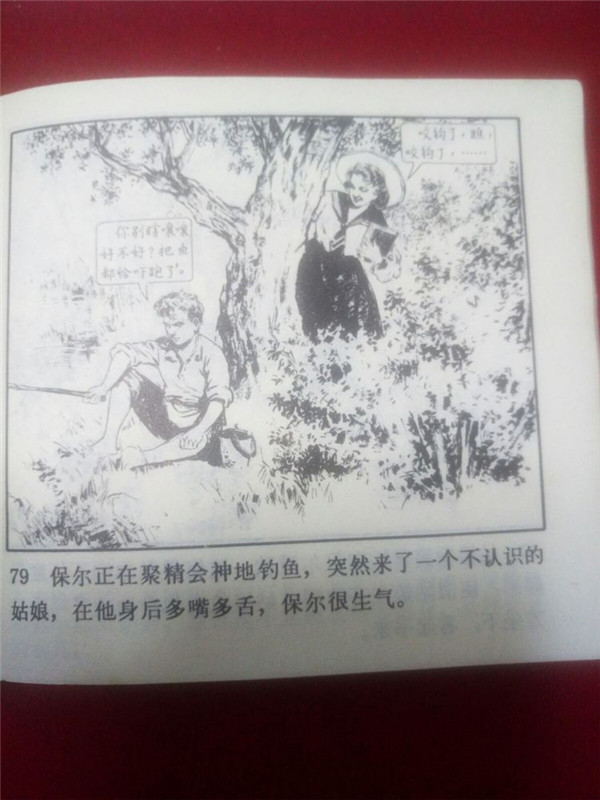 咬钩了，瞧，
咬钩了，……
你别瞎嚷嚷
好不好？把鱼
都给吓跑了。
79 保尔正在聚精会神地钓鱼，突然来了一个不认识的
姑娘，在他身后多嘴多舌，保尔很生气。